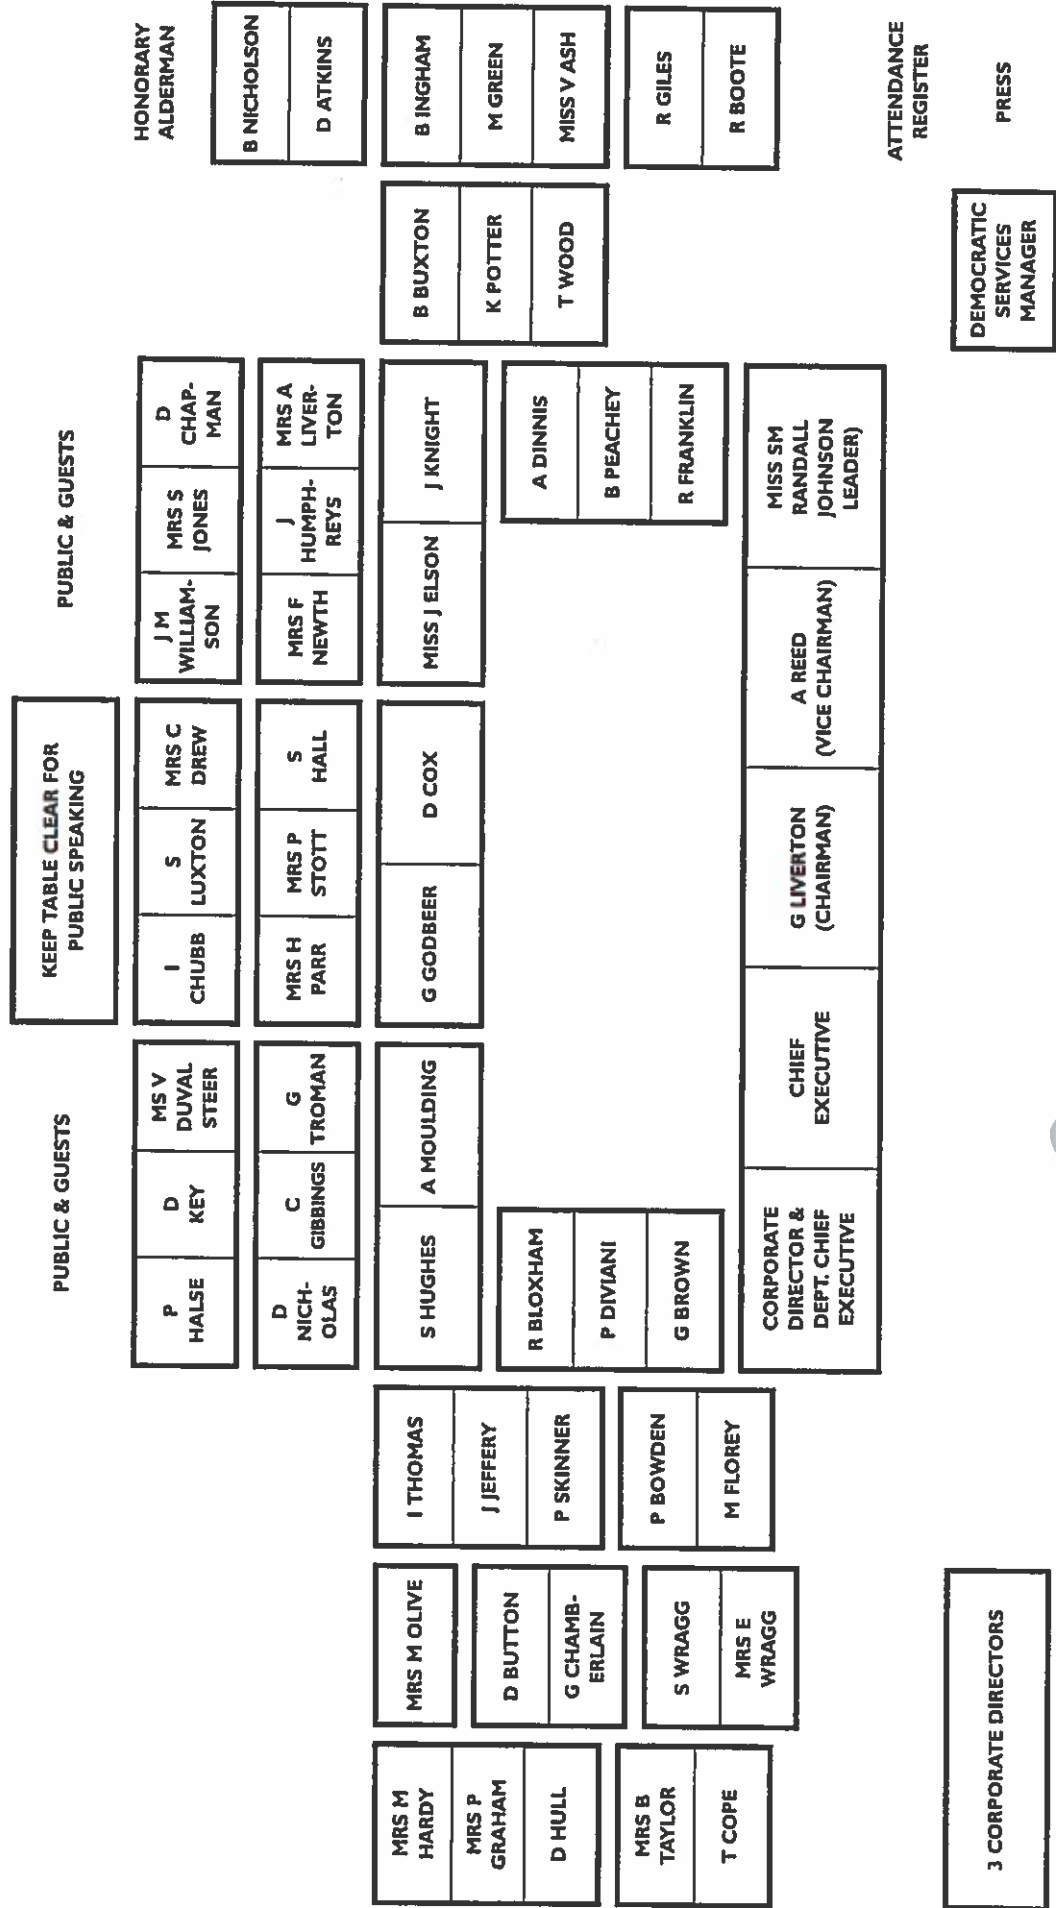 PUBLIC & GUESTS
KEEP TABLE CLEAR FOR
PUBLIC SPEAKING
PUBLIC & GUESTS
HONORARY
ALDERMAN
P
HALSE
D
KEY
MS V
DUVAL
STEER
I
CHUBB
S
LUXTON
MRS C
DREW
J M
WILLIAM-
SON
MRS S
JONES
D
CHAP-
MAN
B NICHOLSON
D ATKINS
D
NICH-
OLAS
C
GIBBINGS
G
TROMAN
MRS H
PARR
MRS P
STOTT
S
HALL
MRS F
NEWTH
J
HUMPH-
REYS
MRS A
LIVER-
TON
MRS M
HARDY
MRS P
GRAHAM
D HULL
MRS M OLIVE
I THOMAS
J JEFFERY
P SKINNER
S HUGHES
A MOULDING
G GODBEER
D COX
MISS J ELSON
J KNIGHT
B BUXTON
K POTTER
T WOOD
B INGHAM
M GREEN
MISS V ASH
D BUTTON
G CHAMB-
ERLAIN
R BLOXHAM
P DIVIANI
G BROWN
A DINNIS
B PEACHEY
R FRANKLIN
MRS B
TAYLOR
T COPE
S WRAGG
MRS E
WRAGG
P BOWDEN
M FLOREY
R GILES
R BOOTE
CORPORATE
DIRECTOR &
DEPT. CHIEF
EXECUTIVE
CHIEF
EXECUTIVE
G LIVERTON
(CHAIRMAN)
A REED
(VICE CHAIRMAN)
MISS SM
RANDALL
JOHNSON
LEADER)
ATTENDANCE
REGISTER
3 CORPORATE DIRECTORS
DEMOCRATIC
SERVICES
MANAGER
PRESS